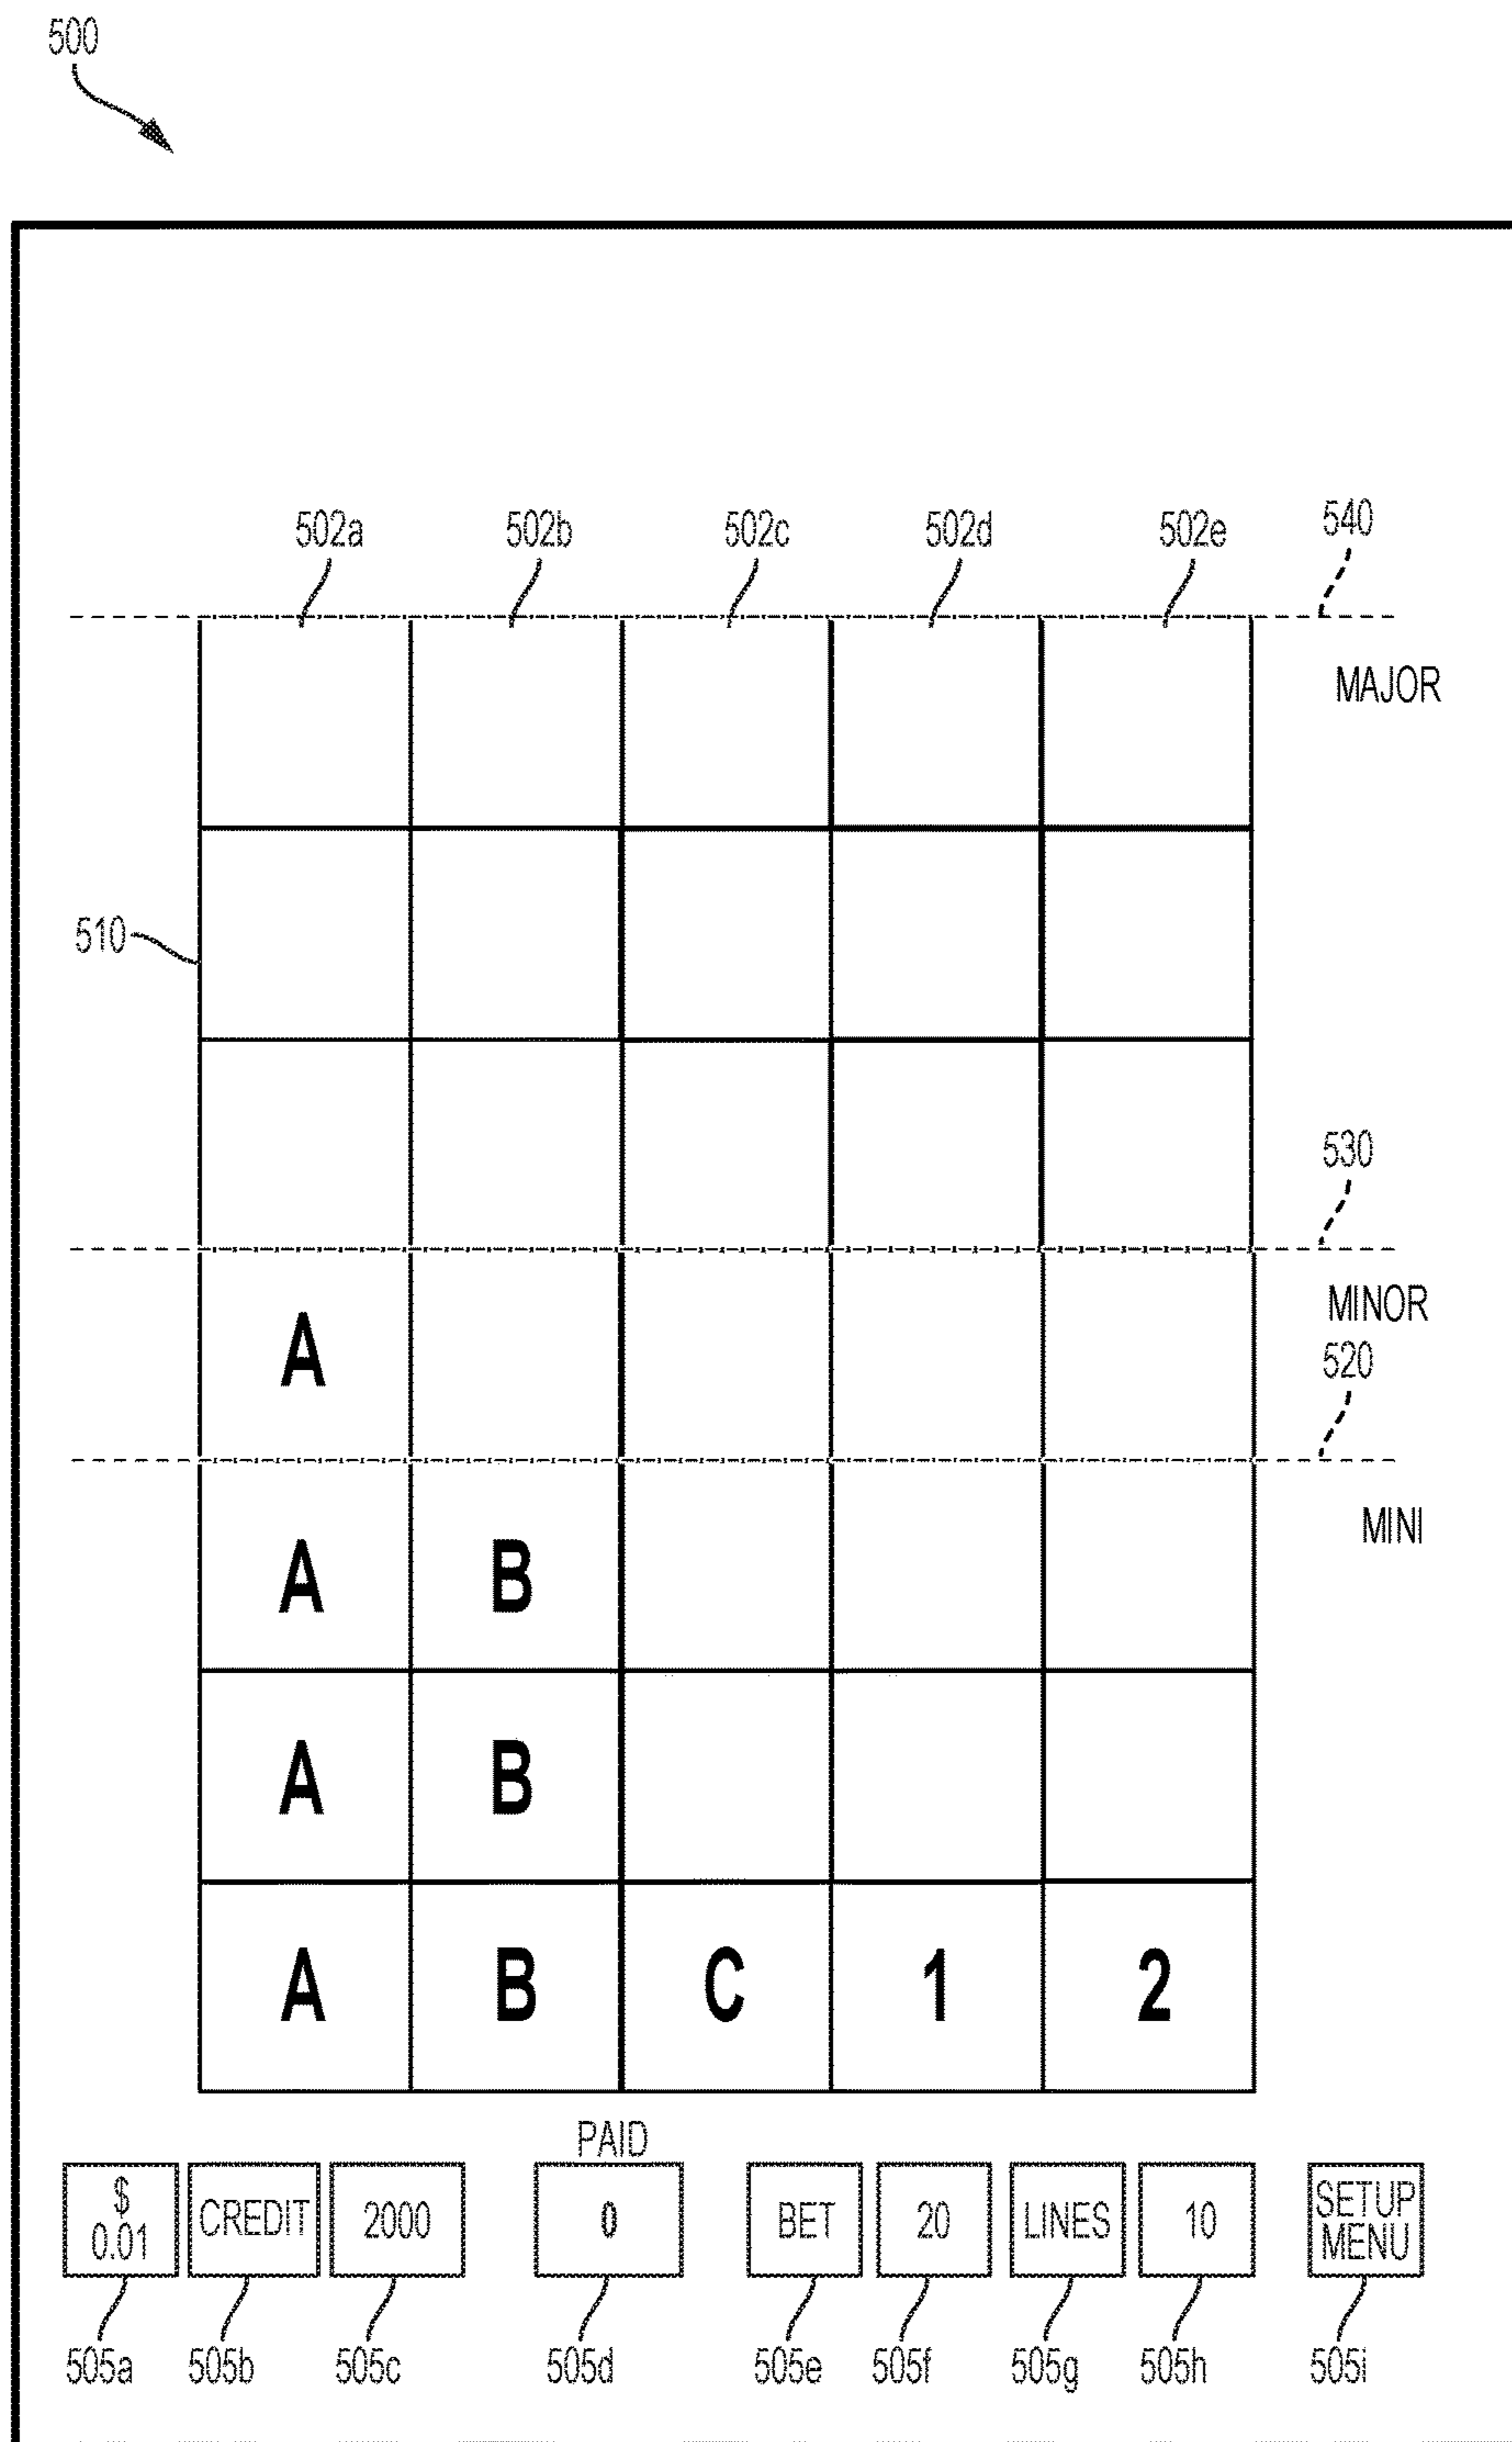 500
502a 502b 502c 502d 502e 540
MAJOR
510
530
A MINOR
520
A B MINI
A B
A B C 1 2
PAID
$ 0.01 CREDIT 2000 0 BET 20 LINES 10 SETUP MENU
505a 505b 505c 505d 505e 505f 505g 505h 505i